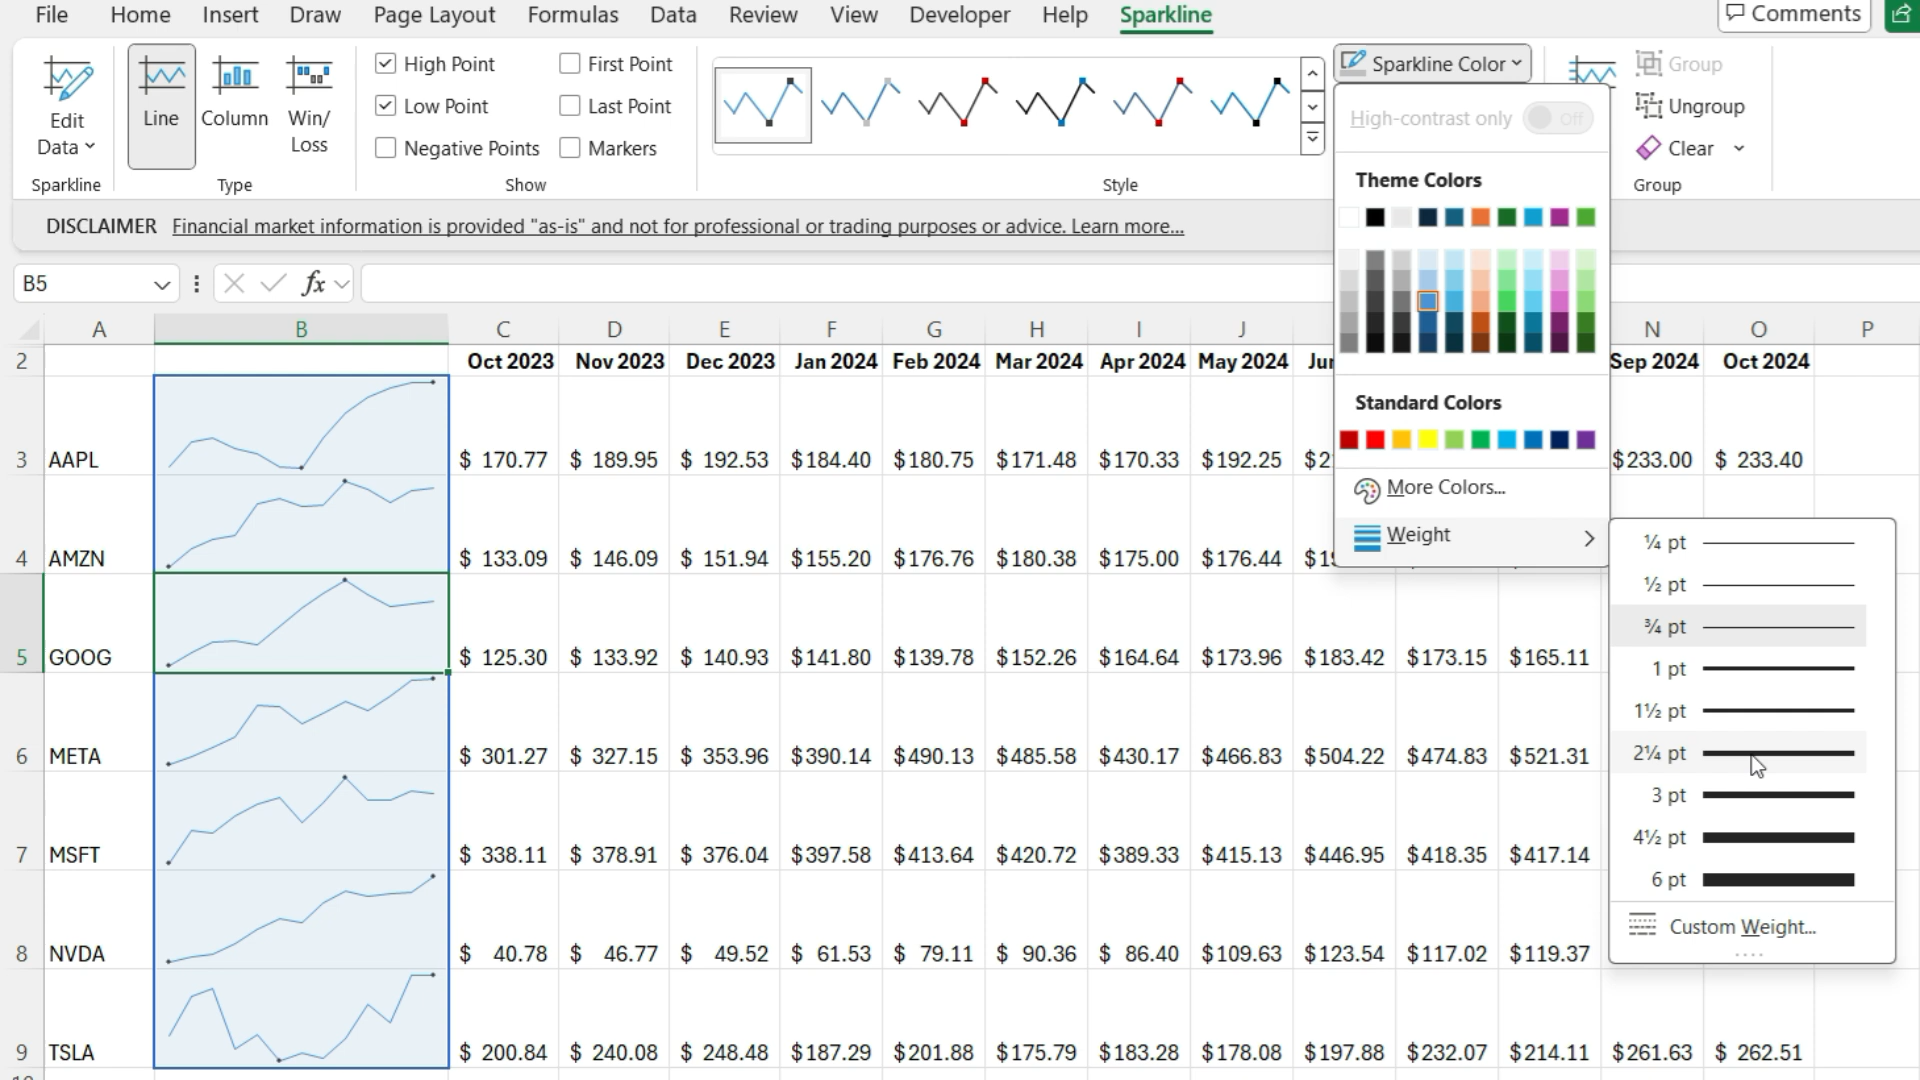 File Home Insert Draw Page Layout Formulas Data Review View Developer Help Sparkline Comments
Edit Data
Line
Column
Win/Loss
High Point
Low Point
Negative Points
First Point
Last Point
Markers
Sparkline Color
Group
Ungroup
Clear
Sparkline Type Show Style Group
High-contrast only Off
Theme Colors
Standard Colors
More Colors...
Weight
¼ pt
½ pt
¾ pt
1 pt
1½ pt
2¼ pt
3 pt
4½ pt
6 pt
Custom Weight...
DISCLAIMER Financial market information is provided "as-is" and not for professional or trading purposes or advice. Learn more...
B5 fx
A B C D E F G H I J N O P
2 Oct 2023 Nov 2023 Dec 2023 Jan 2024 Feb 2024 Mar 2024 Apr 2024 May 2024 Sep 2024 Oct 2024
3 AAPL $ 170.77 $ 189.95 $ 192.53 $184.40 $180.75 $171.48 $170.33 $192.25 $233.00 $ 233.40
4 AMZN $ 133.09 $ 146.09 $ 151.94 $155.20 $176.76 $180.38 $175.00 $176.44
5 GOOG $ 125.30 $ 133.92 $ 140.93 $141.80 $139.78 $152.26 $164.64 $173.96 $183.42 $173.15 $165.11
6 META $ 301.27 $ 327.15 $ 353.96 $390.14 $490.13 $485.58 $430.17 $466.83 $504.22 $474.83 $521.31
7 MSFT $ 338.11 $ 378.91 $ 376.04 $397.58 $413.64 $420.72 $389.33 $415.13 $446.95 $418.35 $417.14
8 NVDA $ 40.78 $ 46.77 $ 49.52 $ 61.53 $ 79.11 $ 90.36 $ 86.40 $109.63 $123.54 $117.02 $119.37
9 TSLA $ 200.84 $ 240.08 $ 248.48 $187.29 $201.88 $175.79 $183.28 $178.08 $197.88 $232.07 $214.11 $261.63 $ 262.51